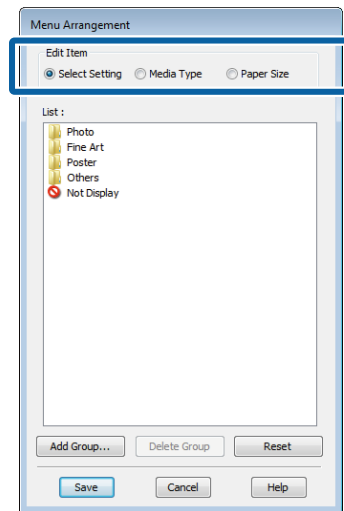 Menu Arrangement
Edit Item
Select Setting Media Type Paper Size
List :
Photo
Fine Art
Poster
Others
Not Display
Add Group... Delete Group Reset
Save Cancel Help